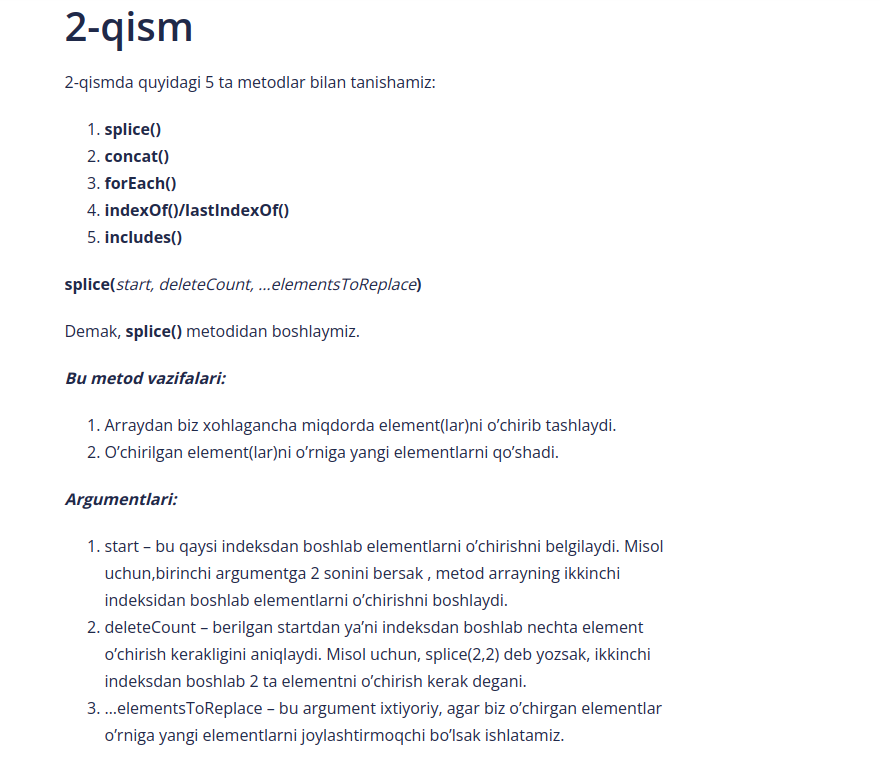 2-qism
2-qismda quyidagi 5 ta metodlar bilan tanishamiz:
1. splice()
2. concat()
3. forEach()
4. indexOf()/lastIndexOf()
5. includes()
splice(start, deleteCount, ...elementsToReplace)
Demak, splice() metodidan boshlaymiz.
Bu metod vazifalari:
1. Arraydan biz xohlagancha miqdorda element(lar)ni o’chirib tashlaydi.
2. O’chirilgan element(lar)ni o’rniga yangi elementlarni qo’shadi.
Argumentlari:
1. start – bu qaysi indeksdan boshlab elementlarni o’chirishni belgilaydi. Misol
uchun,birinchi argumentga 2 sonini bersak , metod arrayning ikkinchi
indeksidan boshlab elementlarni o’chirishni boshlaydi.
2. deleteCount – berilgan startdan ya’ni indeksdan boshlab nechta element
o’chirish kerakligini aniqlaydi. Misol uchun, splice(2,2) deb yozsak, ikkinchi
indeksdan boshlab 2 ta elementni o’chirish kerak degani.
3. ...elementsToReplace – bu argument ixtiyoriy, agar biz o’chirgan elementlar
o’rniga yangi elementlarni joylashtirmoqchi bo’lsak ishlatamiz.